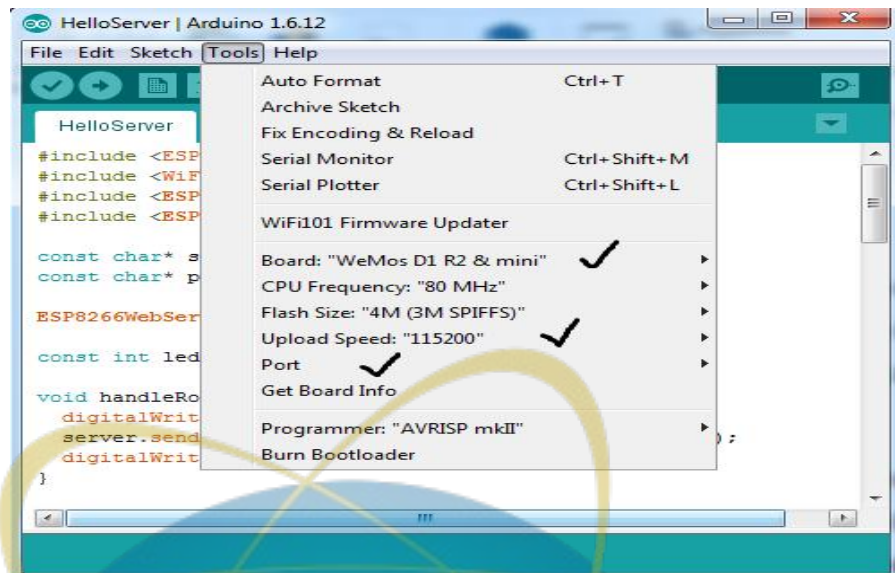 HelloServer | Arduino 1.6.12
File Edit Sketch Tools Help
Auto Format Ctrl+T
Archive Sketch
Fix Encoding & Reload
Serial Monitor Ctrl+Shift+M
Serial Plotter Ctrl+Shift+L
WiFi101 Firmware Updater
Board: "WeMos D1 R2 & mini"
CPU Frequency: "80 MHz"
Flash Size: "4M (3M SPIFFS)"
Upload Speed: "115200"
Port
Get Board Info
Programmer: "AVRISP mkII"
Burn Bootloader
HelloServer
#include <ESP
#include <WiF
#include <ESP
#include <ESP
const char* s
const char* p
ESP8266WebSer
const int led
void handleRo
digitalWrit
server.send );
digitalWrit
}